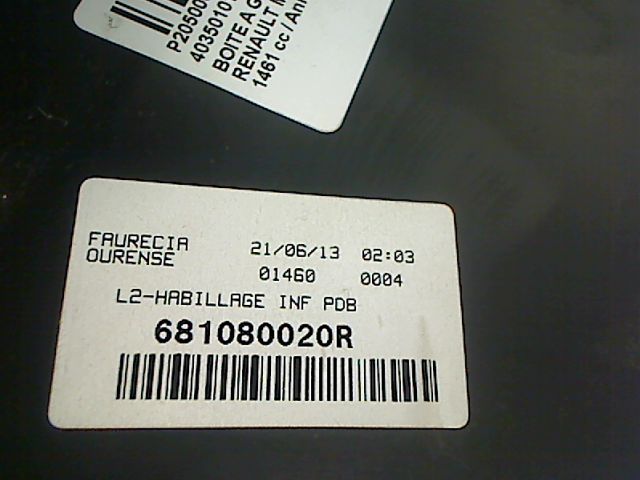 BOITE A
RENAULT
1461 cc /
FAURECIA 21/06/13 02:03
OURENSE 01460 0004
L2-HABILLAGE INF PDB
681080020R